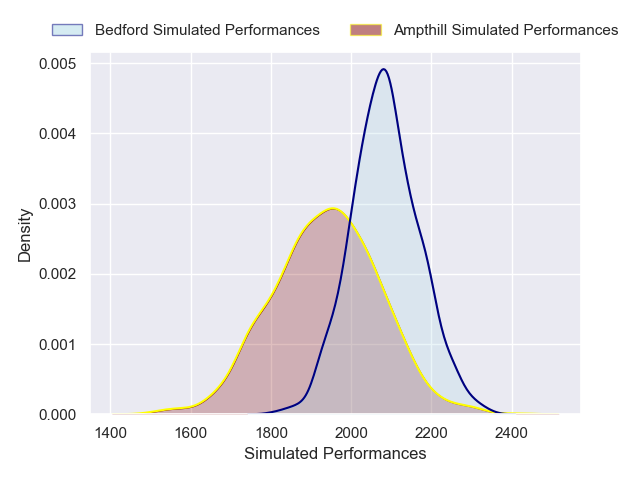 Bedford Simulated Performances Ampthill Simulated Performances
0.005
0.004
0.003
0.002
0.001
0.000
Density
1400 1600 1800 2000 2200 2400
Simulated Performances